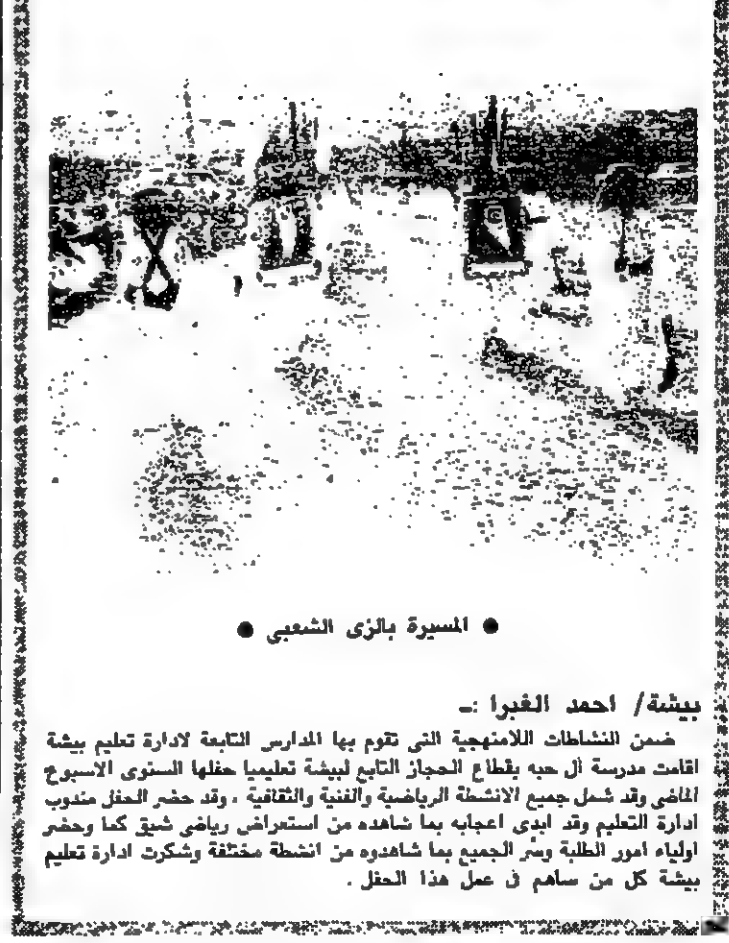 ● المسيرة بالزى الشعبي ●
بيشة/ احمد الغبرا :ـ
ضمن النشاطات اللامنهجية التى تقوم بها المدارس التابعة لادارة تعليم بيشة
اقامت مدرسة آل حبه بقطاع الحجاز التابع لبيشة تعليميا حفلها السنوى الاسبوع
الماضى وقد شمل جميع الانشطة الرياضية والفنية والثقافية ، وقد حضر الحفل مندوب
ادارة التعليم وقد ابدى اعجابه بما شاهده من استعراض رياضى شيق كما وحضر
اولياء امور الطلبة وسُر الجميع بما شاهدوه من انشطة مختلفة وشكرت ادارة تعليم
بيشة كل من ساهم فى عمل هذا الحفل .